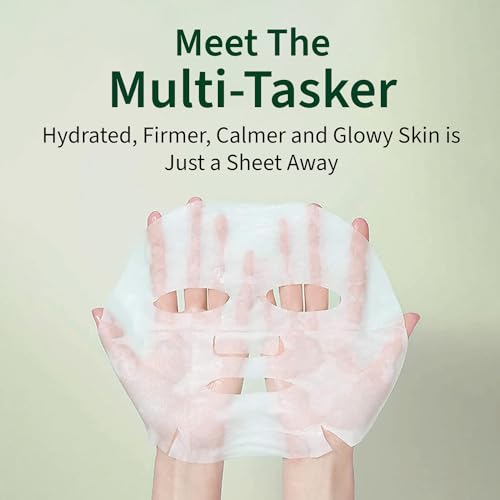 Meet The
Multi-Tasker
Hydrated, Firmer, Calmer and Glowy Skin is
Just a Sheet Away